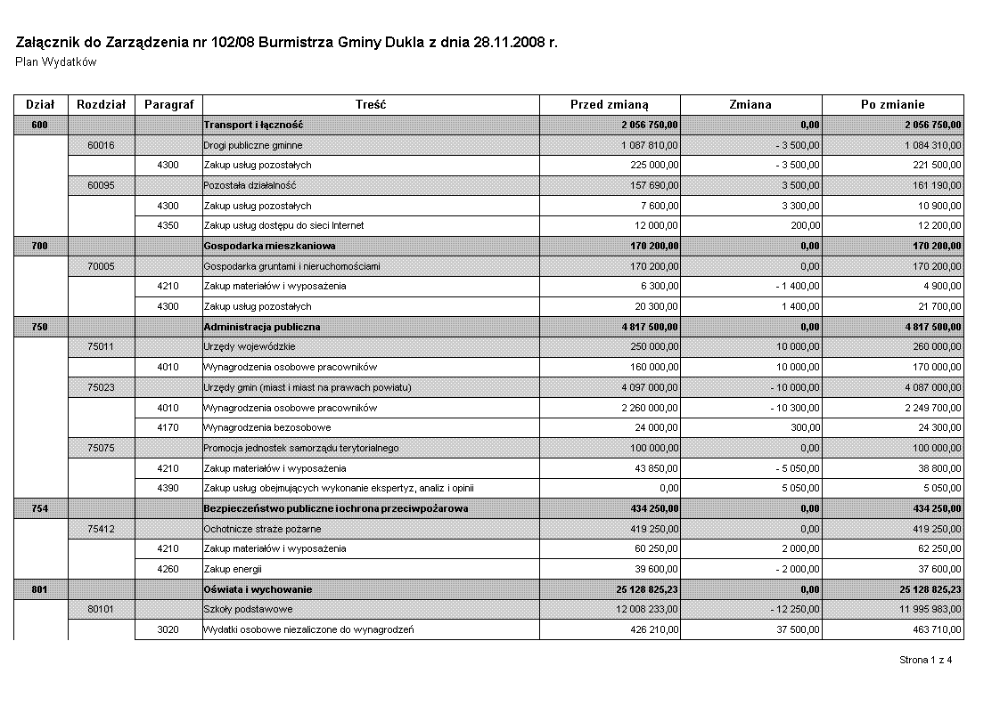 Załącznik do Zarządzenia nr 102/08 Burmistrza Gminy Dukla z dnia 28.11.2008 r.
Plan Wydatków
Dział Rozdział Paragraf Treść Przed zmianą Zmiana Po zmianie
600 Transport i łączność 2 056 750,00 0,00 2 056 750,00
60016 Drogi publiczne gminne 1 087 810,00 - 3 500,00 1 084 310,00
4300 Zakup usług pozostałych 225 000,00 - 3 500,00 221 500,00
60095 Pozostała działalność 157 690,00 3 500,00 161 190,00
4300 Zakup usług pozostałych 7 600,00 3 300,00 10 900,00
4350 Zakup usług dostępu do sieci Internet 12 000,00 200,00 12 200,00
700 Gospodarka mieszkaniowa 170 200,00 0,00 170 200,00
70005 Gospodarka gruntami i nieruchomościami 170 200,00 0,00 170 200,00
4210 Zakup materiałów i wyposażenia 6 300,00 - 1 400,00 4 900,00
4300 Zakup usług pozostałych 20 300,00 1 400,00 21 700,00
750 Administracja publiczna 4 817 500,00 0,00 4 817 500,00
75011 Urzędy wojewódzkie 250 000,00 10 000,00 260 000,00
4010 Wynagrodzenia osobowe pracowników 160 000,00 10 000,00 170 000,00
75023 Urzędy gmin (miast i miast na prawach powiatu) 4 097 000,00 - 10 000,00 4 087 000,00
4010 Wynagrodzenia osobowe pracowników 2 260 000,00 - 10 300,00 2 249 700,00
4170 Wynagrodzenia bezosobowe 24 000,00 300,00 24 300,00
75075 Promocja jednostek samorządu terytorialnego 100 000,00 0,00 100 000,00
4210 Zakup materiałów i wyposażenia 43 850,00 - 5 050,00 38 800,00
4390 Zakup usług obejmujących wykonanie ekspertyz, analiz i opinii 0,00 5 050,00 5 050,00
754 Bezpieczeństwo publiczne i ochrona przeciwpożarowa 434 250,00 0,00 434 250,00
75412 Ochotnicze straże pożarne 419 250,00 0,00 419 250,00
4210 Zakup materiałów i wyposażenia 60 250,00 2 000,00 62 250,00
4260 Zakup energii 39 600,00 - 2 000,00 37 600,00
801 Oświata i wychowanie 25 128 825,23 0,00 25 128 825,23
80101 Szkoły podstawowe 12 008 233,00 - 12 250,00 11 995 983,00
3020 Wydatki osobowe niezaliczone do wynagrodzeń 426 210,00 37 500,00 463 710,00
Strona 1 z 4